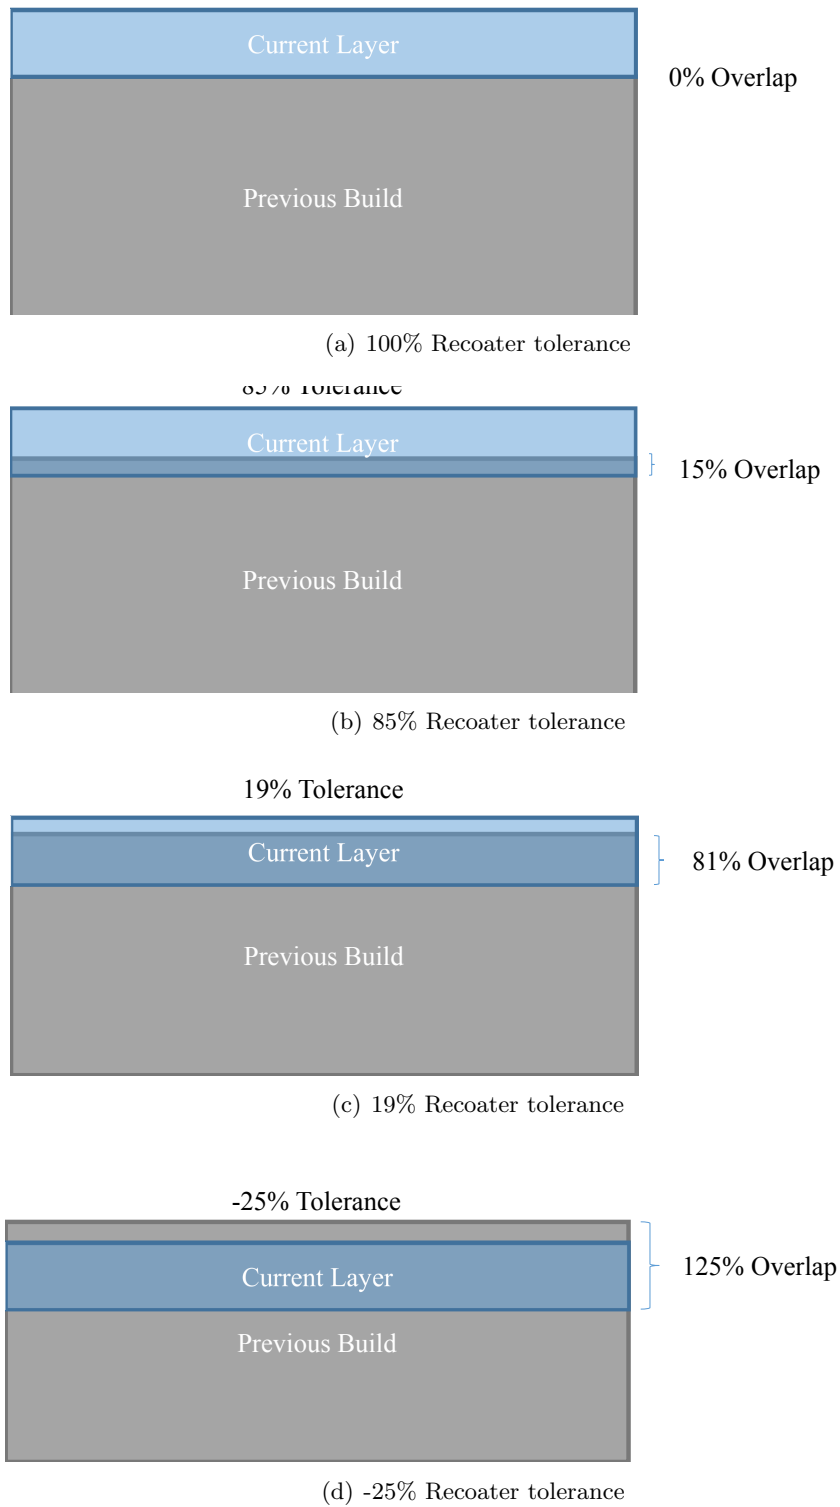 Current Layer
0% Overlap
Previous Build
(a) 100% Recoater tolerance
85% Tolerance
Current Layer
15% Overlap
Previous Build
(b) 85% Recoater tolerance
19% Tolerance
Current Layer
81% Overlap
Previous Build
(c) 19% Recoater tolerance
-25% Tolerance
125% Overlap
Current Layer
Previous Build
(d) -25% Recoater tolerance